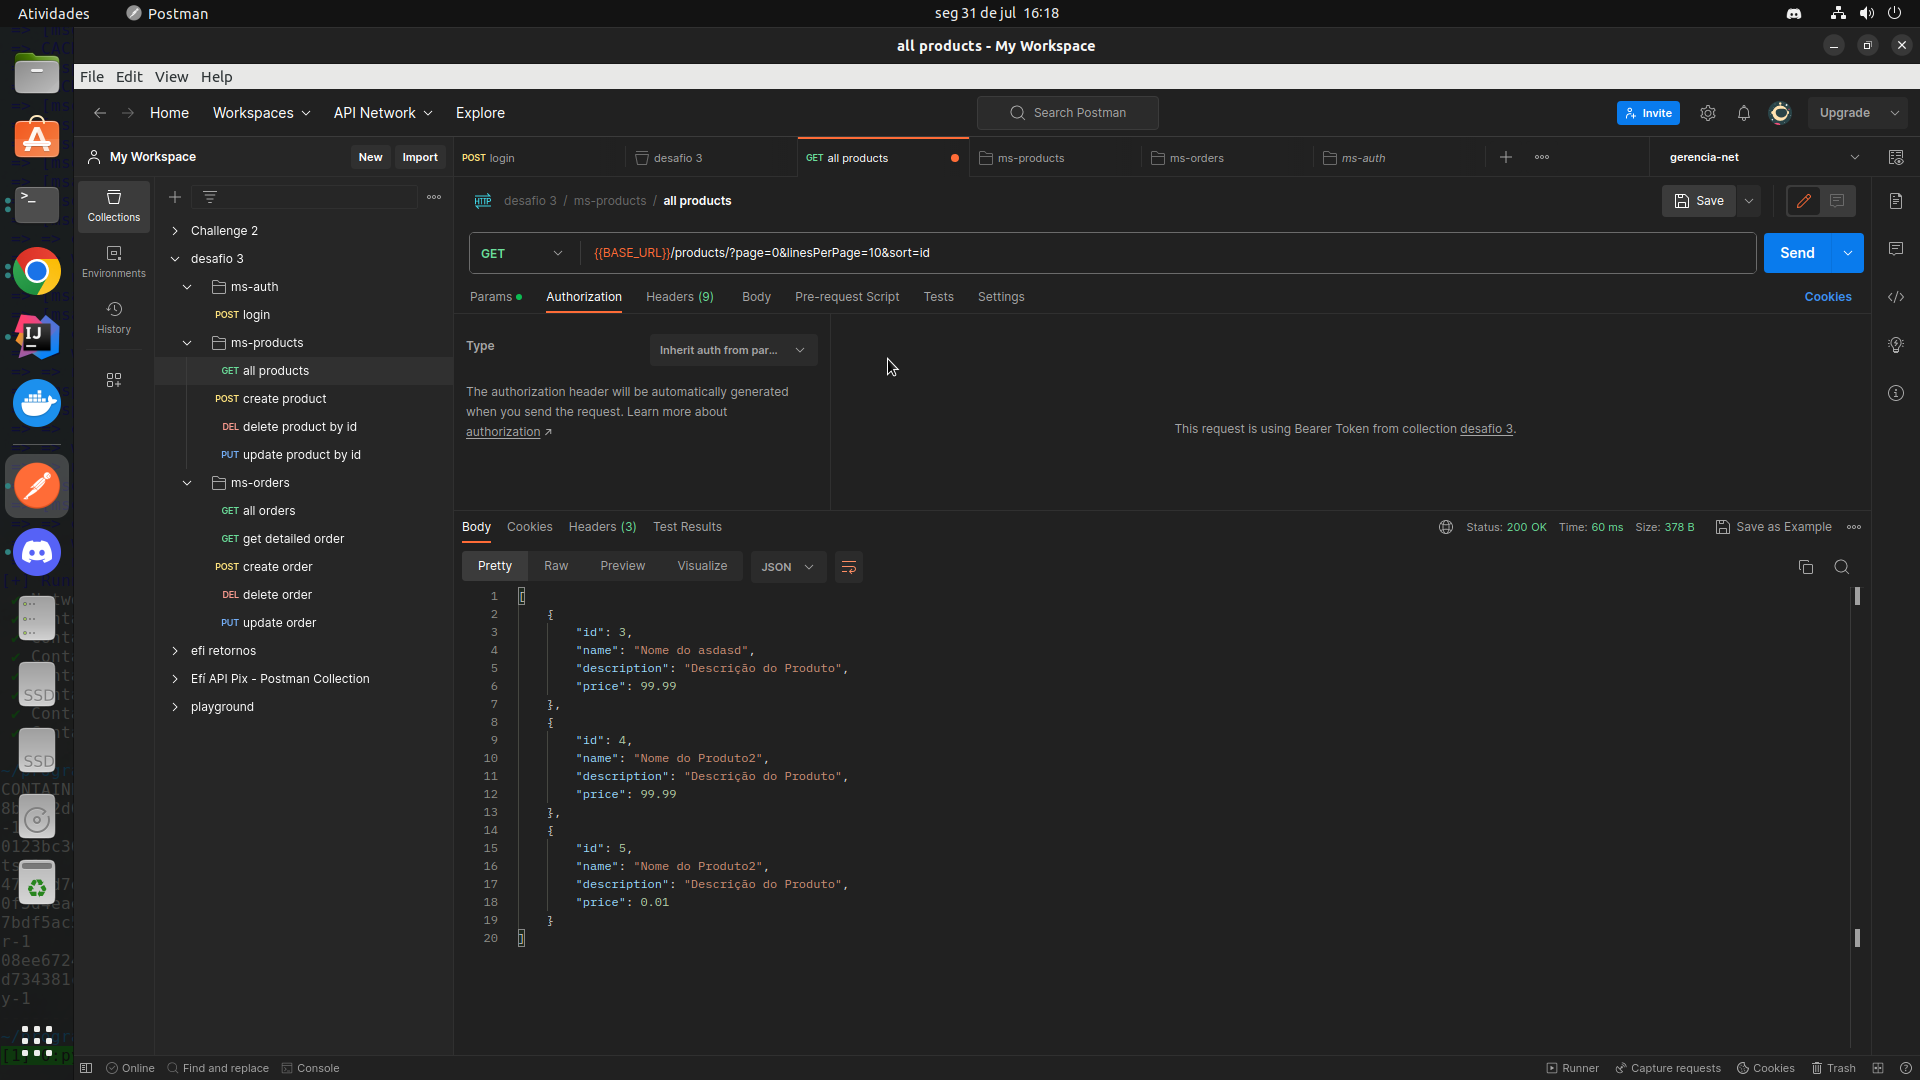 Atividades
Postman
seg 31 de jul 16:18
all products - My Workspace
File Edit View Help
Home
Workspaces
API Network
Explore
Search Postman
Invite
Upgrade
My Workspace
New
Import
POST login
desafio 3
GET all products
ms-products
ms-orders
ms-auth
gerencia-net
Collections
Environments
History
Challenge 2
desafio 3
ms-auth
POST login
ms-products
GET all products
POST create product
DEL delete product by id
PUT update product by id
ms-orders
GET all orders
GET get detailed order
POST create order
DEL delete order
PUT update order
efi retornos
Efí API Pix - Postman Collection
playground
HTTP
desafio 3 / ms-products / all products
Save
GET
{{BASE_URL}}/products/?page=0&linesPerPage=10&sort=id
Send
Params
Authorization
Headers (9)
Body
Pre-request Script
Tests
Settings
Cookies
Type
Inherit auth from par...
The authorization header will be automatically generated
when you send the request. Learn more about
authorization ↗
This request is using Bearer Token from collection desafio 3.
Body
Cookies
Headers (3)
Test Results
Status: 200 OK
Time: 60 ms
Size: 378 B
Save as Example
Pretty
Raw
Preview
Visualize
JSON
1 [
2 {
3 "id": 3,
4 "name": "Nome do asdasd",
5 "description": "Descrição do Produto",
6 "price": 99.99
7 },
8 {
9 "id": 4,
10 "name": "Nome do Produto2",
11 "description": "Descrição do Produto",
12 "price": 99.99
13 },
14 {
15 "id": 5,
16 "name": "Nome do Produto2",
17 "description": "Descrição do Produto",
18 "price": 0.01
19 }
20 ]
SSD
SSD
Online
Find and replace
Console
Runner
Capture requests
Cookies
Trash